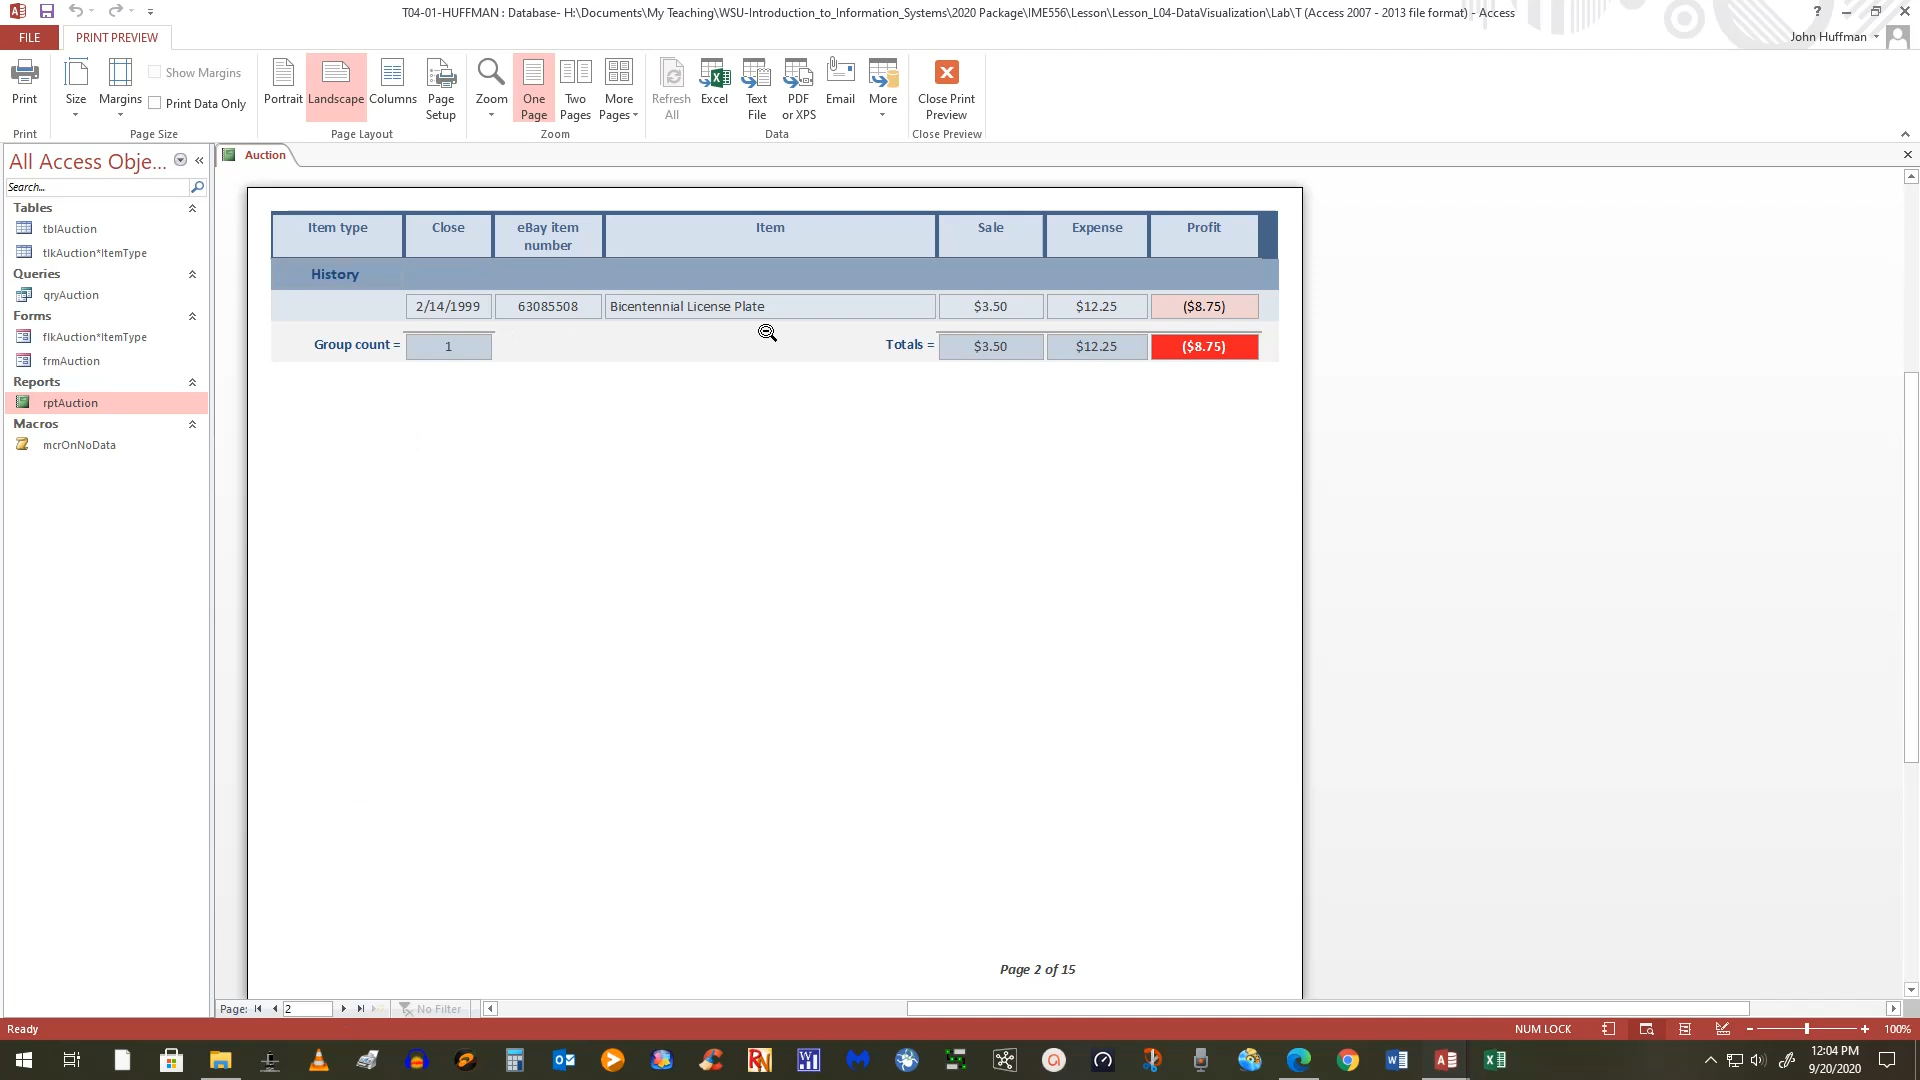 T04-01-HUFFMAN : Database- H:\Documents\My Teaching\WSU-Introduction_to_Information_Systems\2020 Package\IME556\Lesson\Lesson_L04-DataVisualization\Lab\T (Access 2007 - 2013 file format) - Access
?
FILE PRINT PREVIEW John Huffman
Print
Size
Margins
Show Margins
Print Data Only
Portrait
Landscape
Columns
Page Setup
Zoom
One Page
Two Pages
More Pages
Refresh All
Excel
Text File
PDF or XPS
Email
More
Close Print Preview
Print Page Size Page Layout Zoom Data Close Preview
All Access Obje...
Search...
Tables
tblAuction
tlkAuction*ItemType
Queries
qryAuction
Forms
flkAuction*ItemType
frmAuction
Reports
rptAuction
Macros
mcrOnNoData
Auction
Item type Close eBay item number Item Sale Expense Profit
History
2/14/1999 63085508 Bicentennial License Plate $3.50 $12.25 ($8.75)
Group count = 1 Totals = $3.50 $12.25 ($8.75)
Page 2 of 15
Page: 2 No Filter
Ready NUM LOCK 100%
12:04 PM
9/20/2020